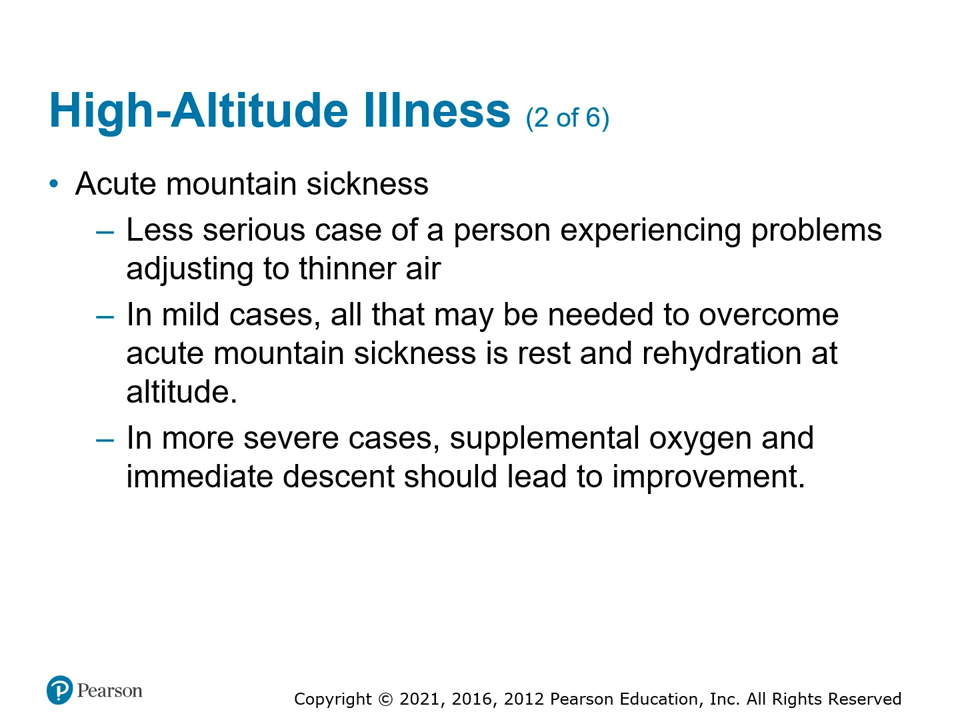 High-Altitude Illness (2 of 6)
• Acute mountain sickness
– Less serious case of a person experiencing problems
adjusting to thinner air
– In mild cases, all that may be needed to overcome
acute mountain sickness is rest and rehydration at
altitude.
– In more severe cases, supplemental oxygen and
immediate descent should lead to improvement.
Pearson
Copyright © 2021, 2016, 2012 Pearson Education, Inc. All Rights Reserved